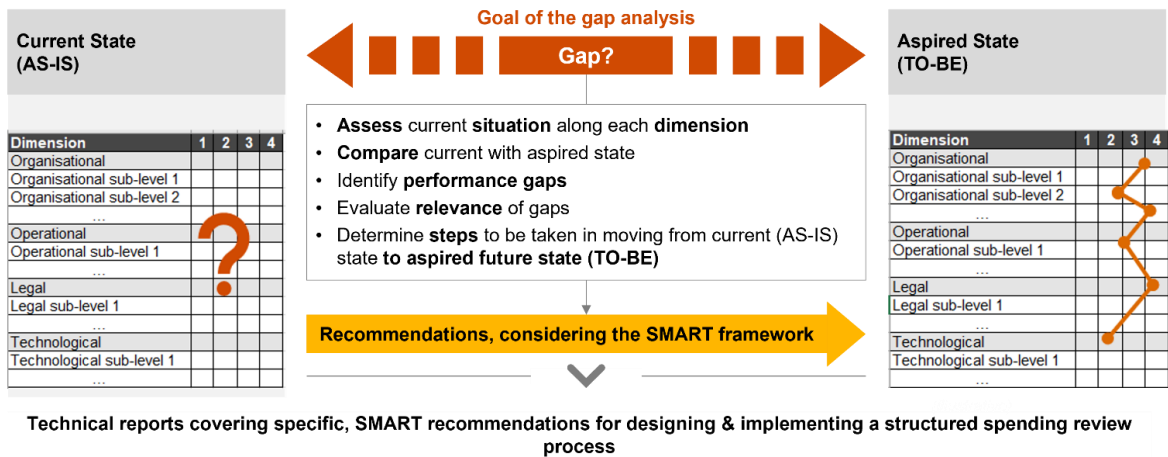 Goal of the gap analysis
Current State
(AS-IS)
Gap?
Aspired State
(TO-BE)
Dimension 1 2 3 4
Organisational
Organisational sub-level 1
Organisational sub-level 2
...
Operational
Operational sub-level 1
...
Legal
Legal sub-level 1
...
Technological
Technological sub-level 1
...
?
• Assess current situation along each dimension
• Compare current with aspired state
• Identify performance gaps
• Evaluate relevance of gaps
• Determine steps to be taken in moving from current (AS-IS)
state to aspired future state (TO-BE)
Recommendations, considering the SMART framework
Dimension 1 2 3 4
Organisational
Organisational sub-level 1
Organisational sub-level 2
...
Operational
Operational sub-level 1
...
Legal
Legal sub-level 1
...
Technological
Technological sub-level 1
...
Technical reports covering specific, SMART recommendations for designing & implementing a structured spending review
process